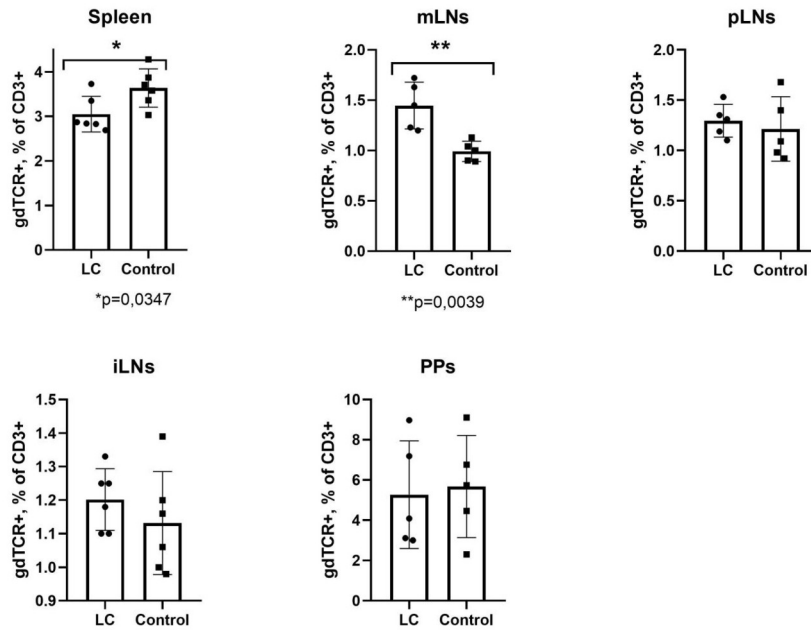 Spleen
gdTCR+, % of CD3+
*
4
3
2
1
0
LC Control
*p=0,0347
mLNs
gdTCR+, % of CD3+
**
2.0
1.5
1.0
0.5
0.0
LC Control
**p=0,0039
pLNs
gdTCR+, % of CD3+
2.0
1.5
1.0
0.5
0.0
LC Control
iLNs
gdTCR+, % of CD3+
1.5
1.4
1.3
1.2
1.1
1.0
0.9
LC Control
PPs
gdTCR+, % of CD3+
10
8
6
4
2
0
LC Control